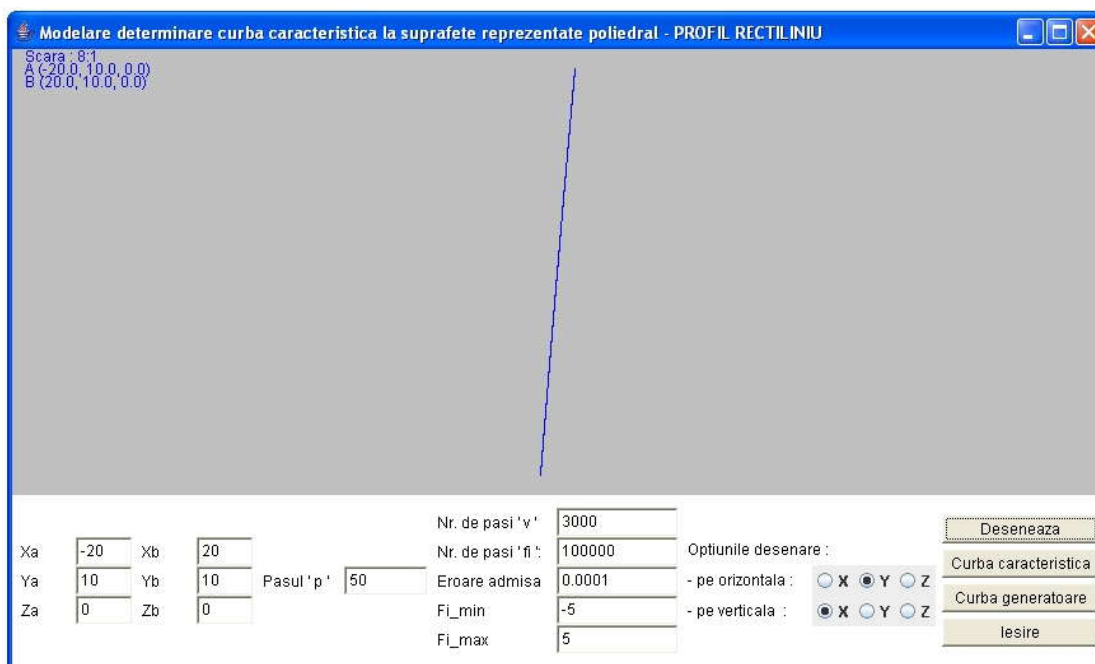 Modelare determinare curba caracteristica la suprafete reprezentate poliedral - PROFIL RECTILINIU
Scara : 8:1
A (-20.0, 10.0, 0.0)
B (20.0, 10.0, 0.0)
Nr. de pasi ' v ' 3000
Deseneaza
Xa -20 Xb 20
Nr. de pasi ' fi ': 100000
Optiunile desenare :
Curba caracteristica
Ya 10 Yb 10 Pasul ' p ' 50
Eroare admisa 0.0001
- pe orizontala : X Y Z
Curba generatoare
Za 0 Zb 0
Fi_min -5
- pe verticala : X Y Z
Iesire
Fi_max 5